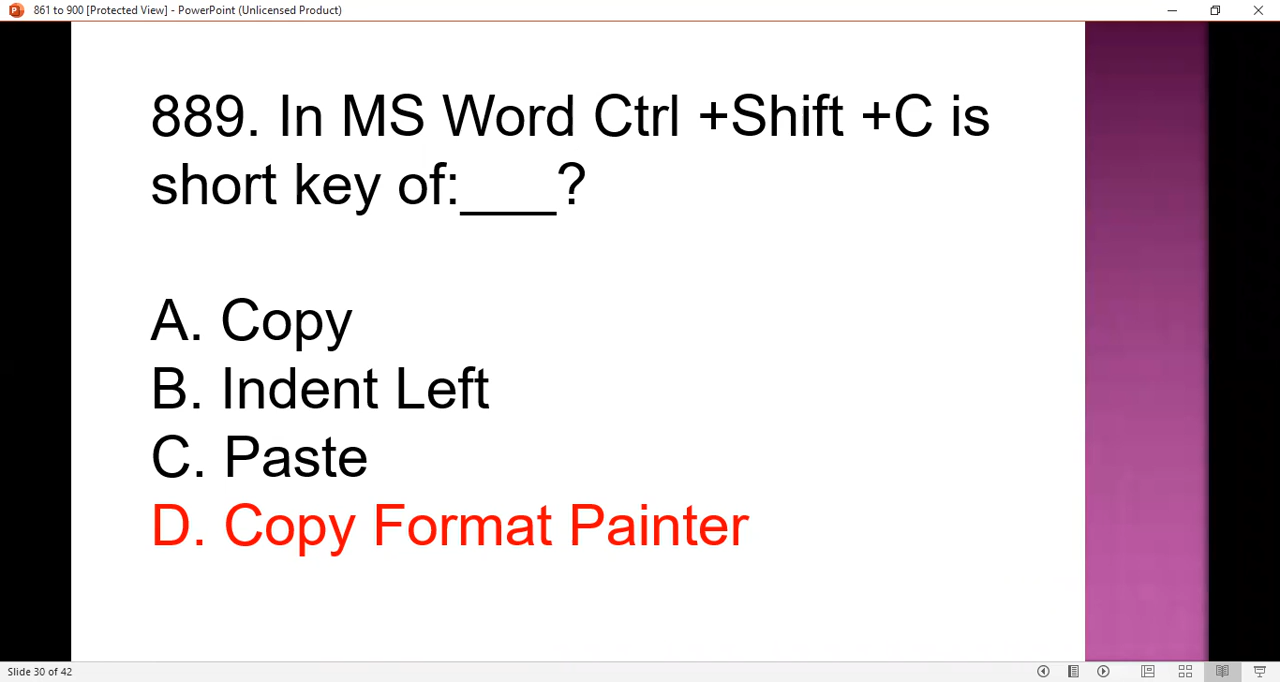 861 to 900 [Protected View] - PowerPoint (Unlicensed Product)
889. In MS Word Ctrl +Shift +C is
short key of:____?
A. Copy
B. Indent Left
C. Paste
D. Copy Format Painter
Slide 30 of 42